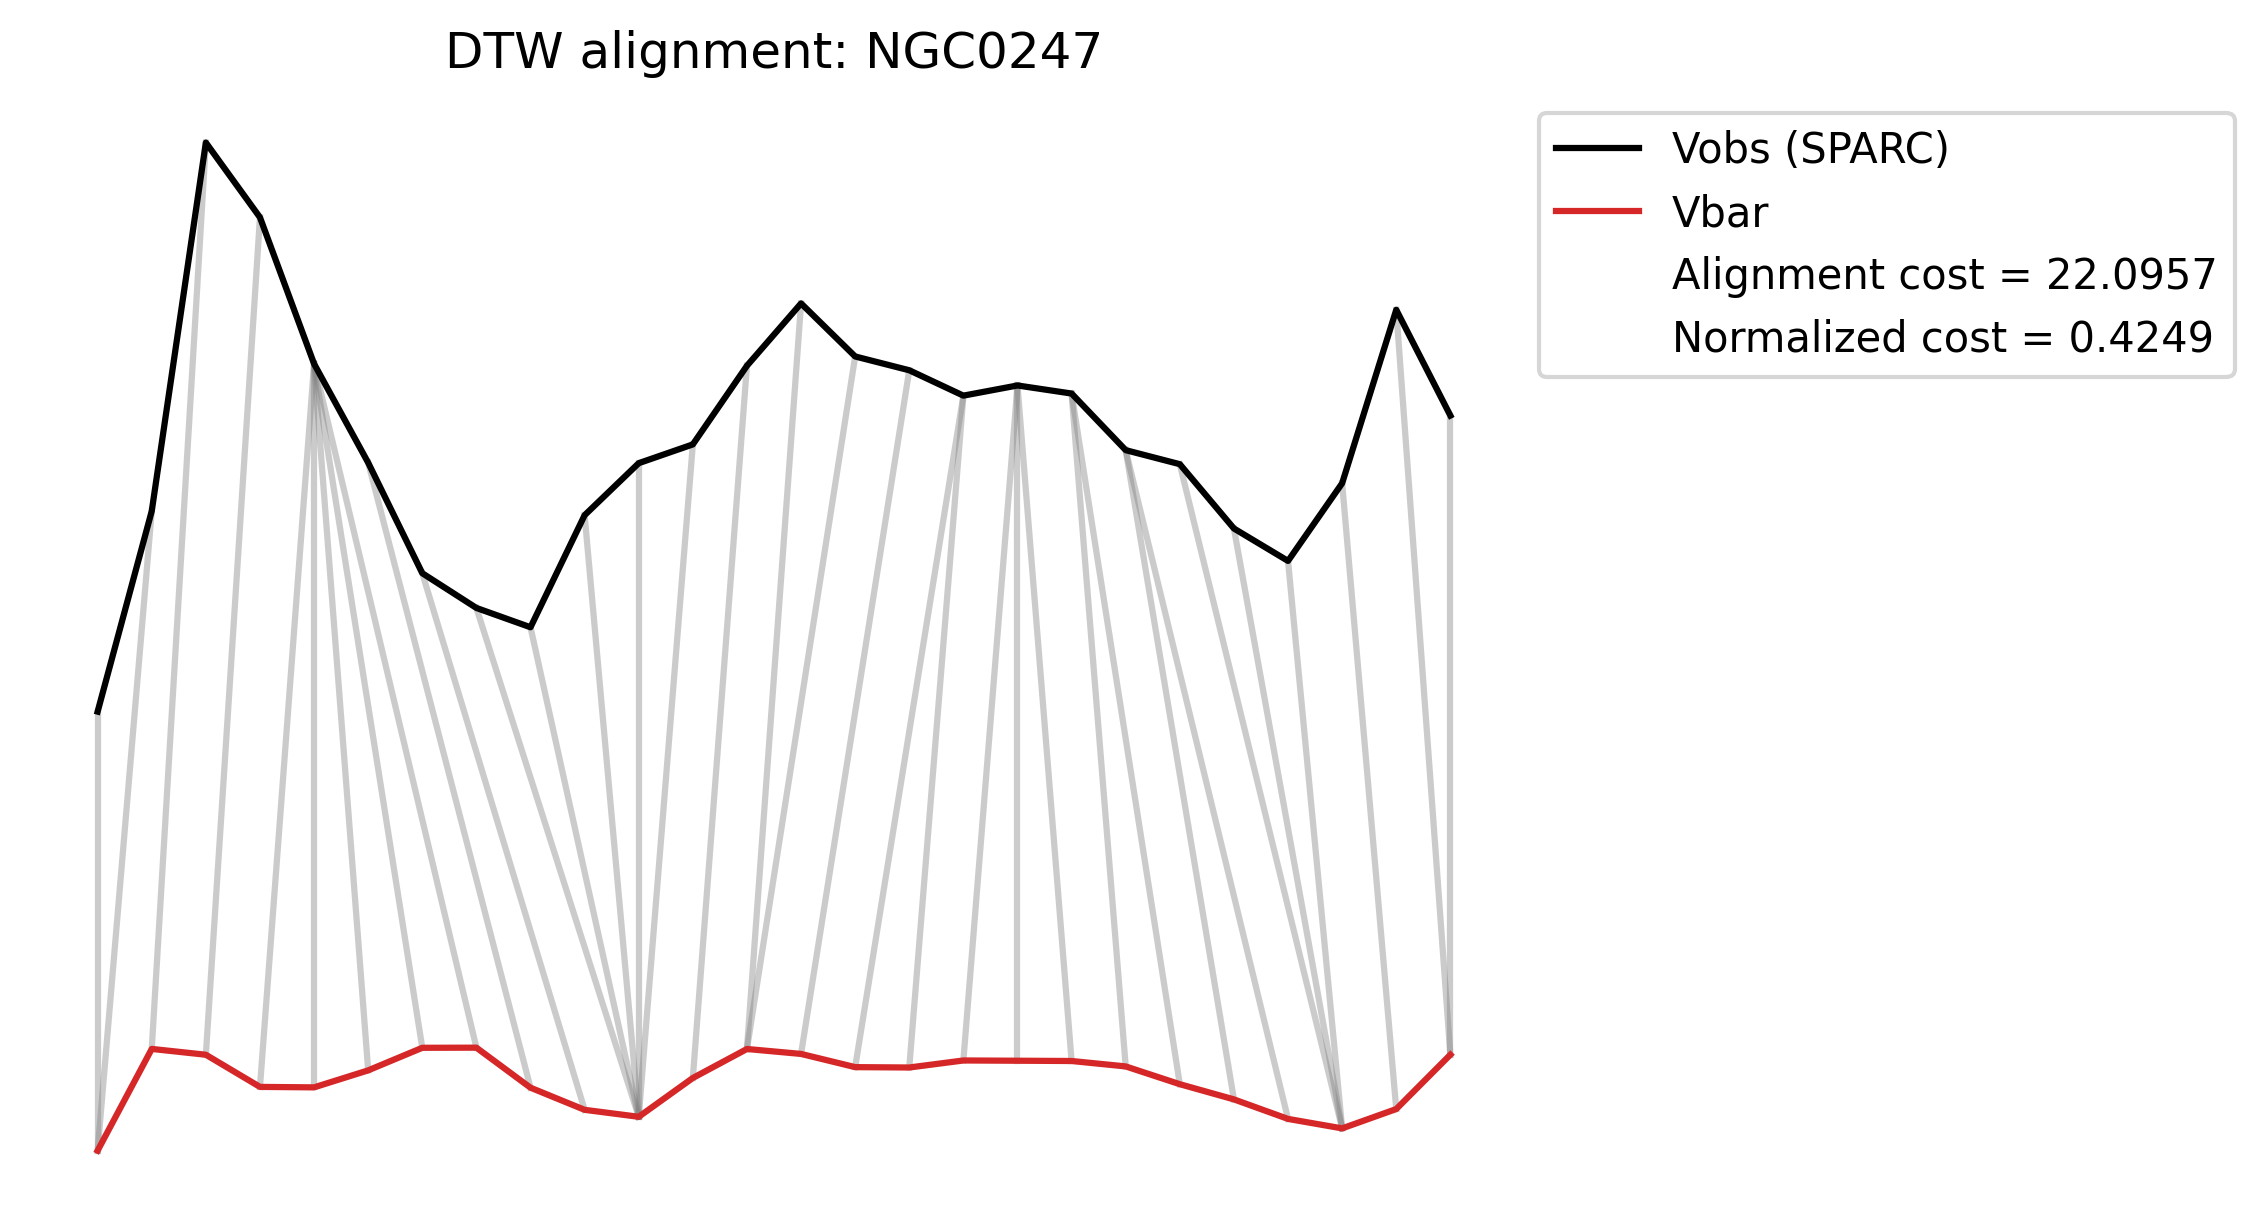 DTW alignment: NGC0247
Vobs (SPARC)
Vbar
Alignment cost = 22.0957
Normalized cost = 0.4249